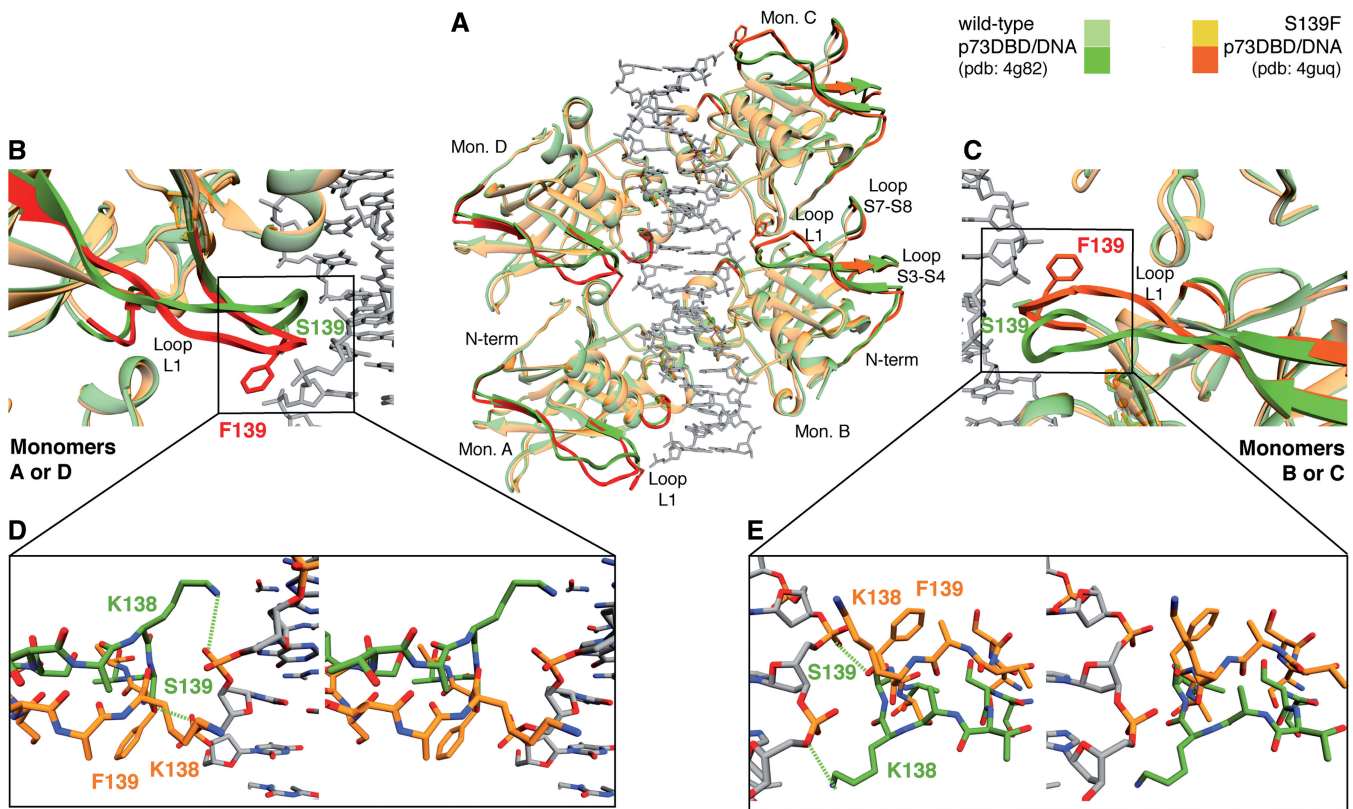 A
Mon. C
wild-type
p73DBD/DNA
(pdb: 4g82)
S139F
p73DBD/DNA
(pdb: 4guq)
Mon. D
Loop
S7-S8
Loop
L1
Loop
S3-S4
N-term
N-term
Mon. A
Mon. B
Loop
L1
B
S139
Loop
L1
F139
Monomers
A or D
C
F139
Loop
L1
S139
Monomers
B or C
D
K138
S139
F139
K138
E
K138
F139
S139
K138